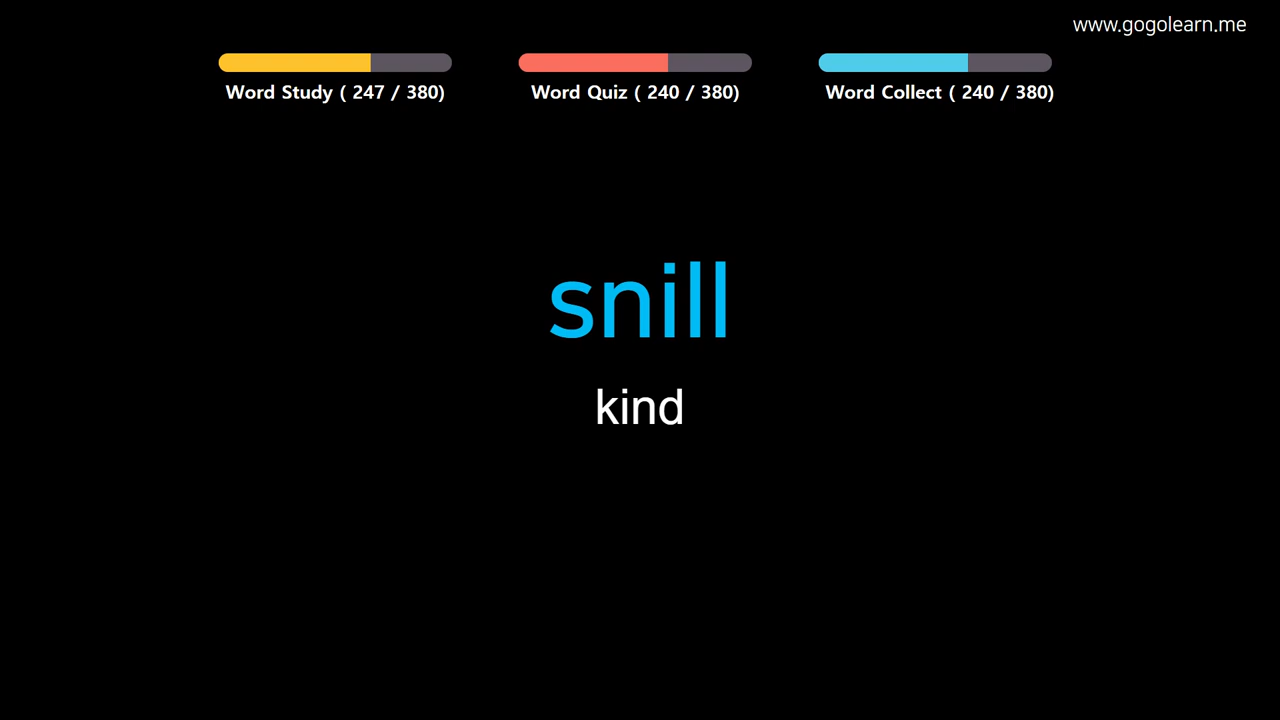 www.gogolearn.me
Word Study ( 247 / 380)
Word Quiz ( 240 / 380)
Word Collect ( 240 / 380)
snill
kind